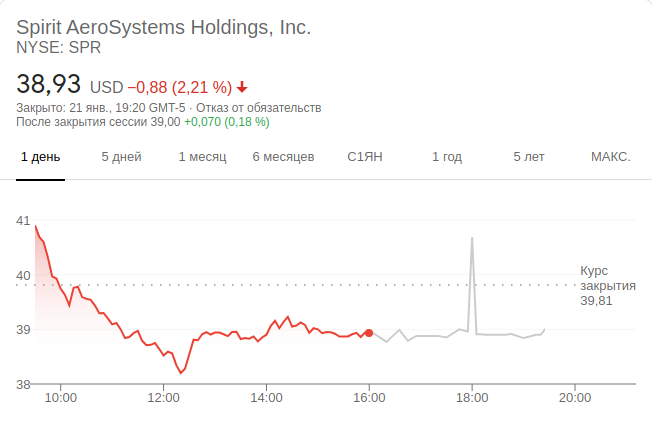 Spirit AeroSystems Holdings, Inc.
NYSE: SPR
38,93 USD −0,88 (2,21 %)
Закрыто: 21 янв., 19:20 GMT-5 · Отказ от обязательств
После закрытия сессии 39,00 +0,070 (0,18 %)
1 день 5 дней 1 месяц 6 месяцев С1ЯН 1 год 5 лет МАКС.
41
40
39
38
Курс
закрытия
39,81
10:00 12:00 14:00 16:00 18:00 20:00